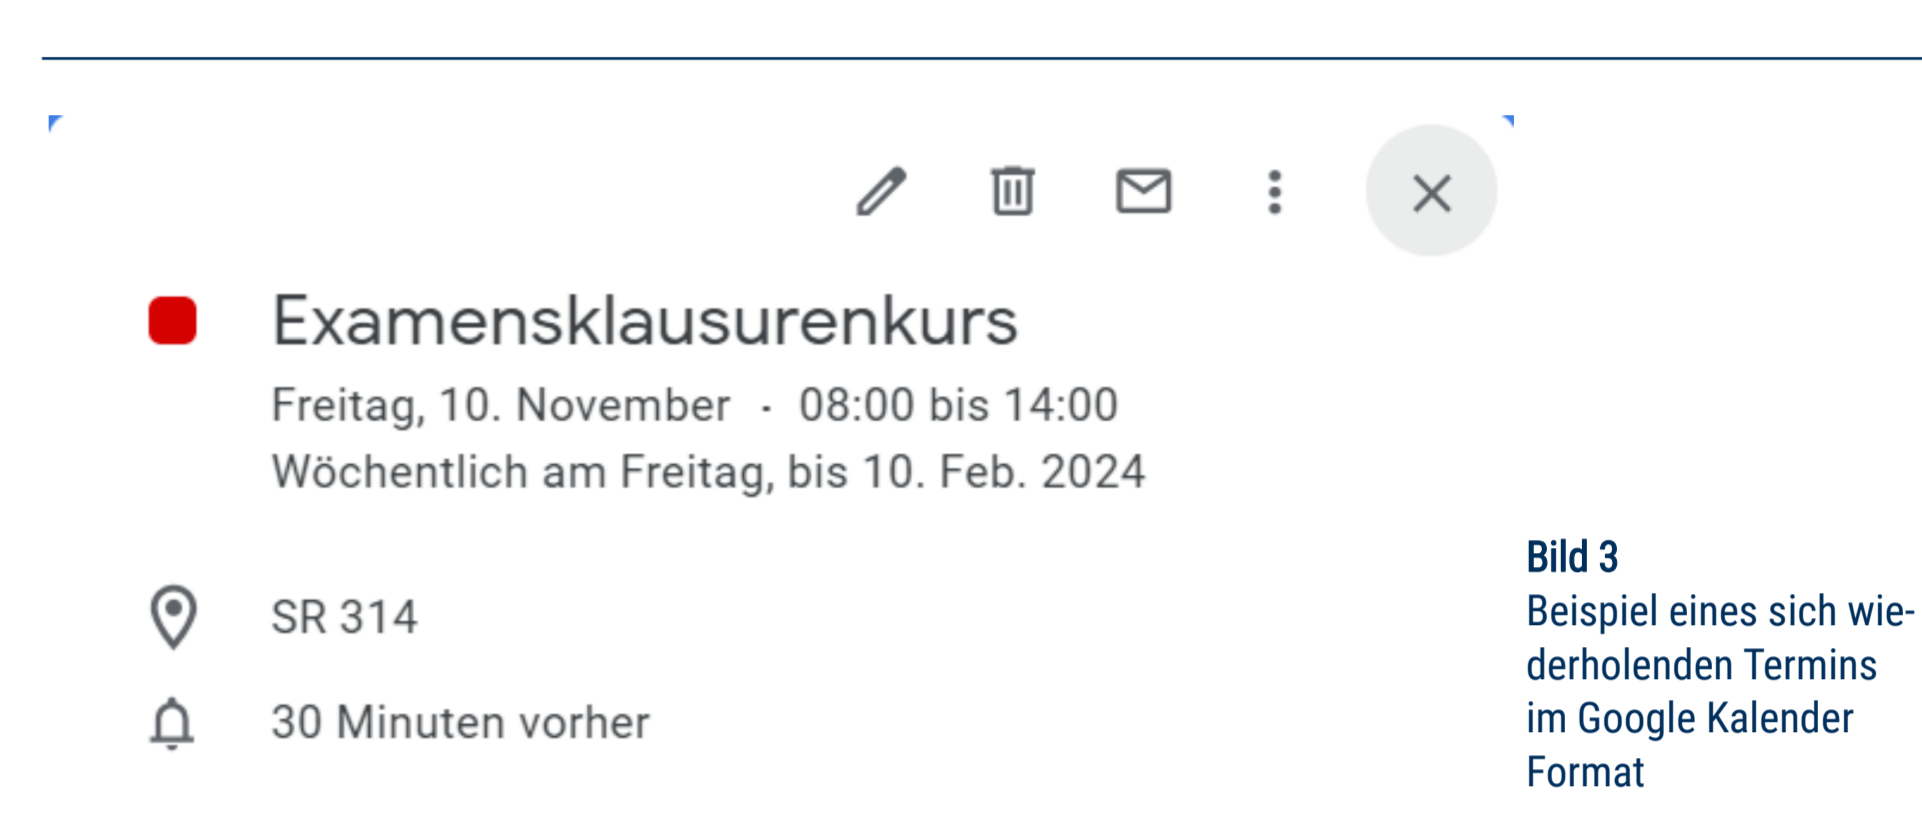 Examensklausurenkurs
Freitag, 10. November · 08:00 bis 14:00
Wöchentlich am Freitag, bis 10. Feb. 2024
SR 314
30 Minuten vorher
Bild 3
Beispiel eines sich wie-
derholenden Termins
im Google Kalender
Format